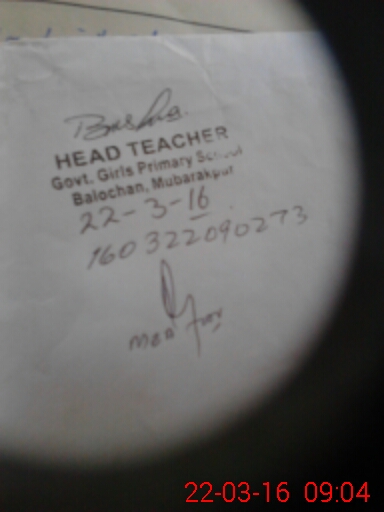 HEAD TEACHER
Govt. Girls Primary School
Balochan, Mubarakpur
22-3-16
160322090273
22-03-16 09:04